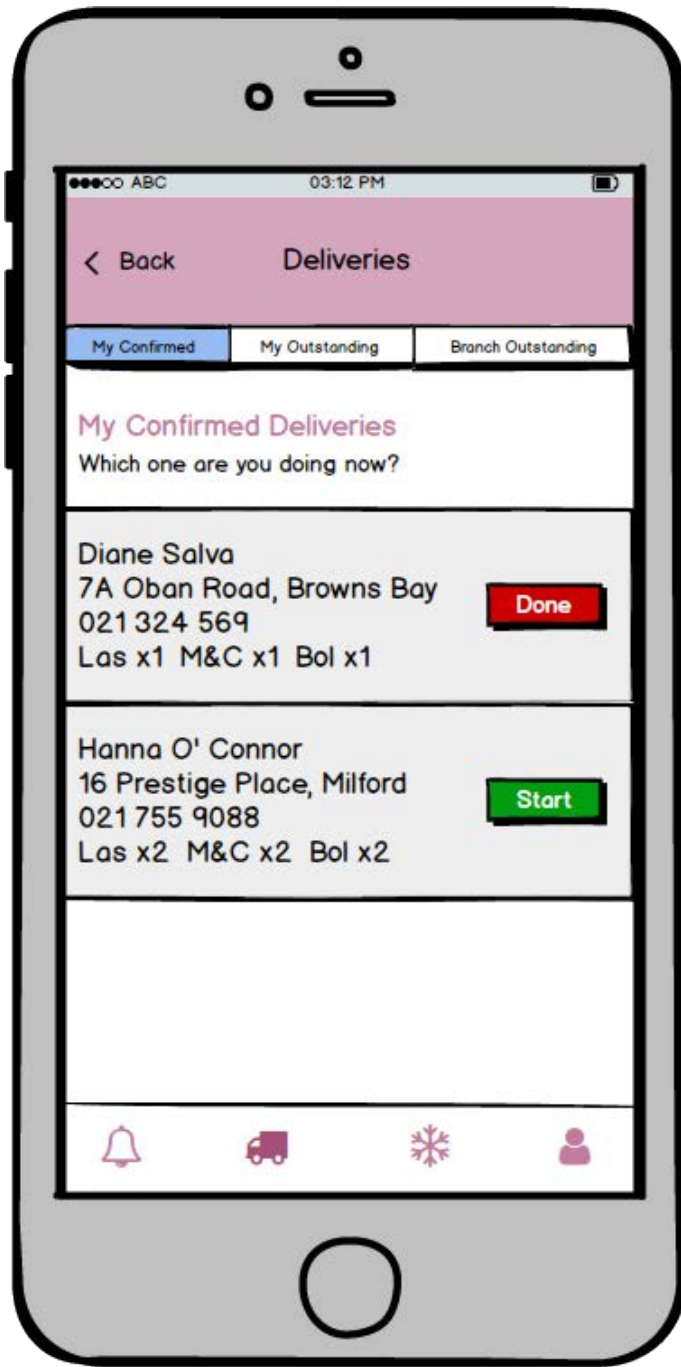 ABC 03:12 PM
Back Deliveries
My Confirmed My Outstanding Branch Outstanding
My Confirmed Deliveries
Which one are you doing now?
Diane Salva
7A Oban Road, Browns Bay
021 324 569
Las x1 M&C x1 Bol x1
Done
Hanna O' Connor
16 Prestige Place, Milford
021 755 9088
Las x2 M&C x2 Bol x2
Start